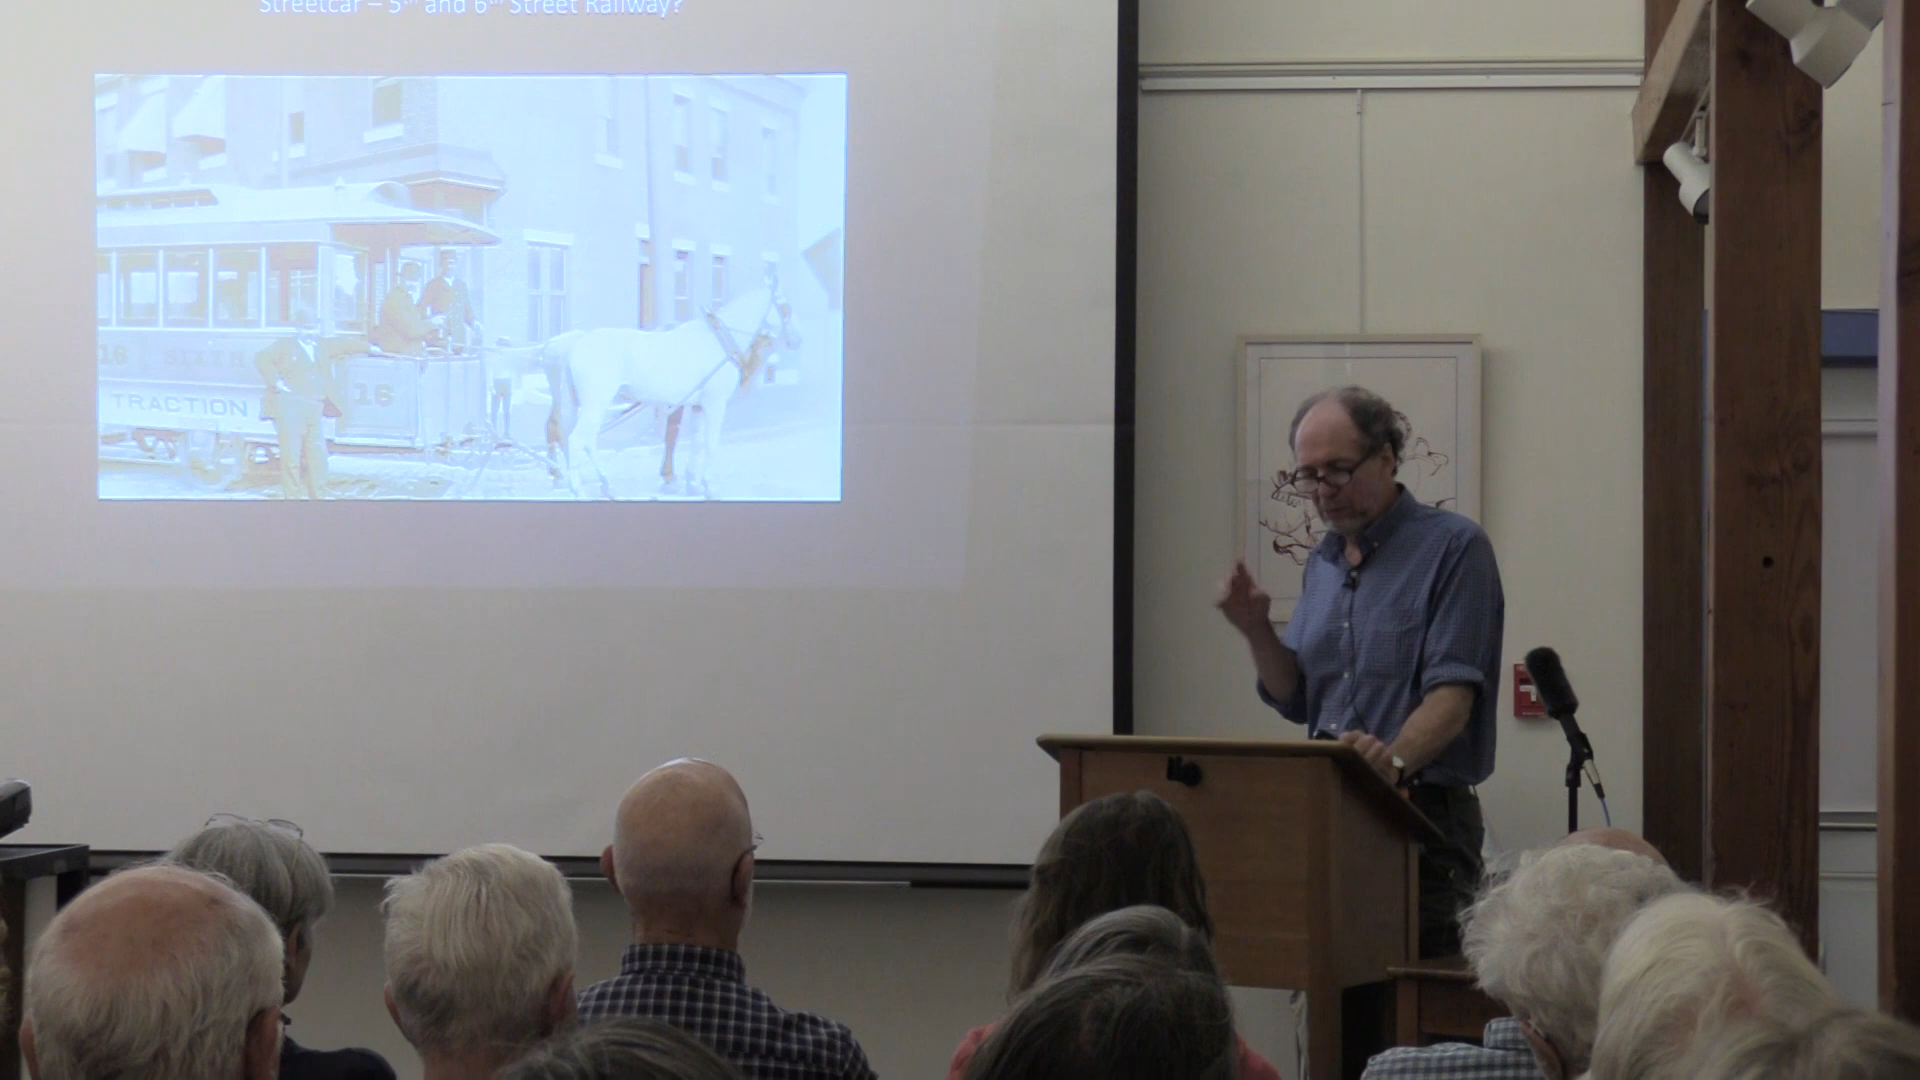 Streetcar – 5th and 6th Street Railway?
16 SIXTH
16
TRACTION